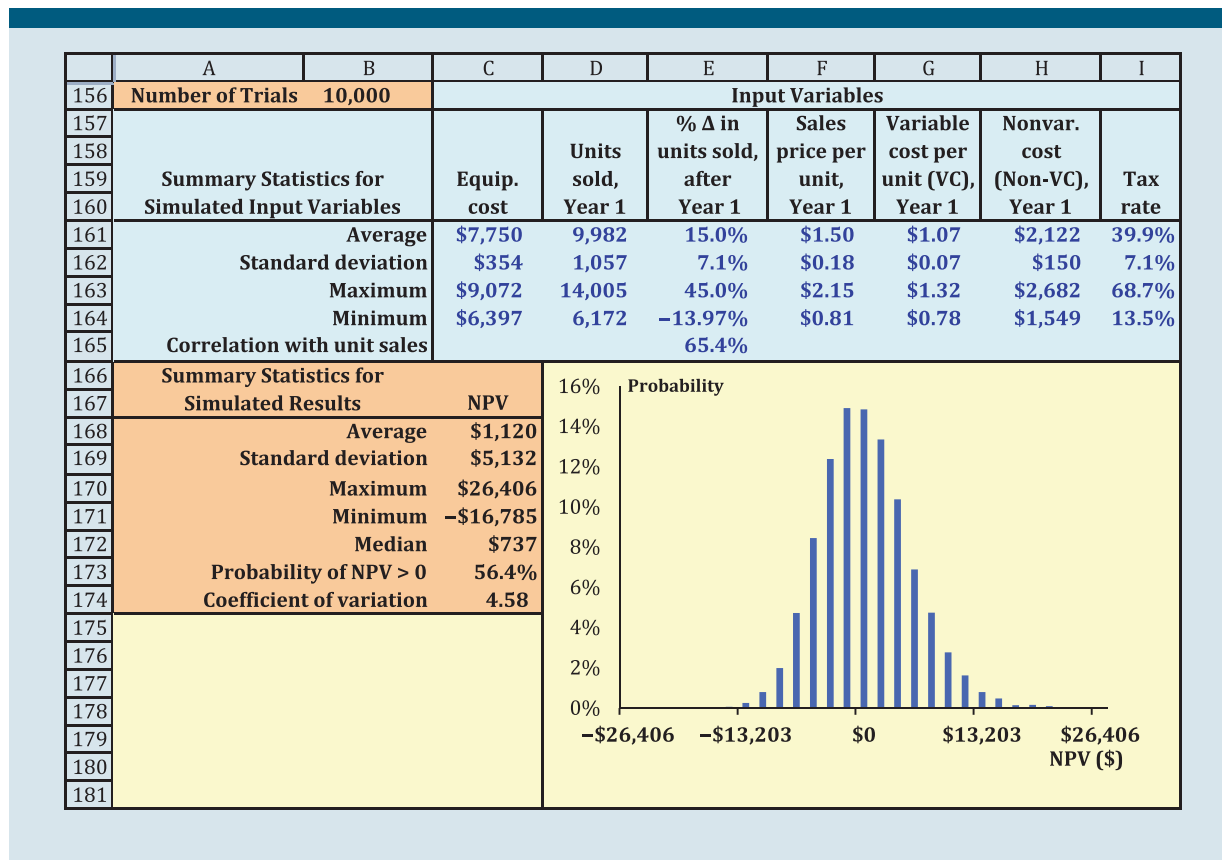 A B C D E F G H I
156 Number of Trials 10,000 Input Variables
157 % Δ in Sales Variable Nonvar.
158 Units units sold, price per cost per cost
159 Summary Statistics for Equip. sold, after unit, unit (VC), (Non-VC), Tax
160 Simulated Input Variables cost Year 1 Year 1 Year 1 Year 1 Year 1 rate
161 Average $7,750 9,982 15.0% $1.50 $1.07 $2,122 39.9%
162 Standard deviation $354 1,057 7.1% $0.18 $0.07 $150 7.1%
163 Maximum $9,072 14,005 45.0% $2.15 $1.32 $2,682 68.7%
164 Minimum $6,397 6,172 −13.97% $0.81 $0.78 $1,549 13.5%
165 Correlation with unit sales 65.4%
166 Summary Statistics for
167 Simulated Results NPV
168 Average $1,120
169 Standard deviation $5,132
170 Maximum $26,406
171 Minimum −$16,785
172 Median $737
173 Probability of NPV > 0 56.4%
174 Coefficient of variation 4.58
175
176
177
178
179
180
181
Probability
16%
14%
12%
10%
8%
6%
4%
2%
0%
−$26,406 −$13,203 $0 $13,203 $26,406
NPV ($)